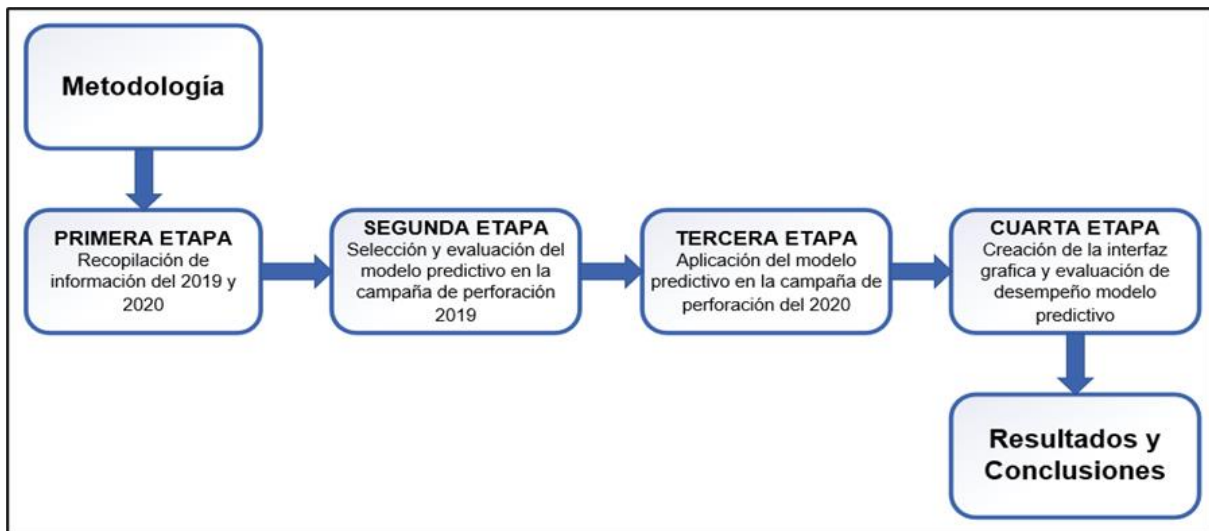 Metodología
PRIMERA ETAPA
Recopilación de
información del 2019 y
2020
SEGUNDA ETAPA
Selección y evaluación del
modelo predictivo en la
campaña de perforación
2019
TERCERA ETAPA
Aplicación del modelo
predictivo en la campaña de
perforación del 2020
CUARTA ETAPA
Creación de la interfaz
grafica y evaluación de
desempeño modelo
predictivo
Resultados y
Conclusiones